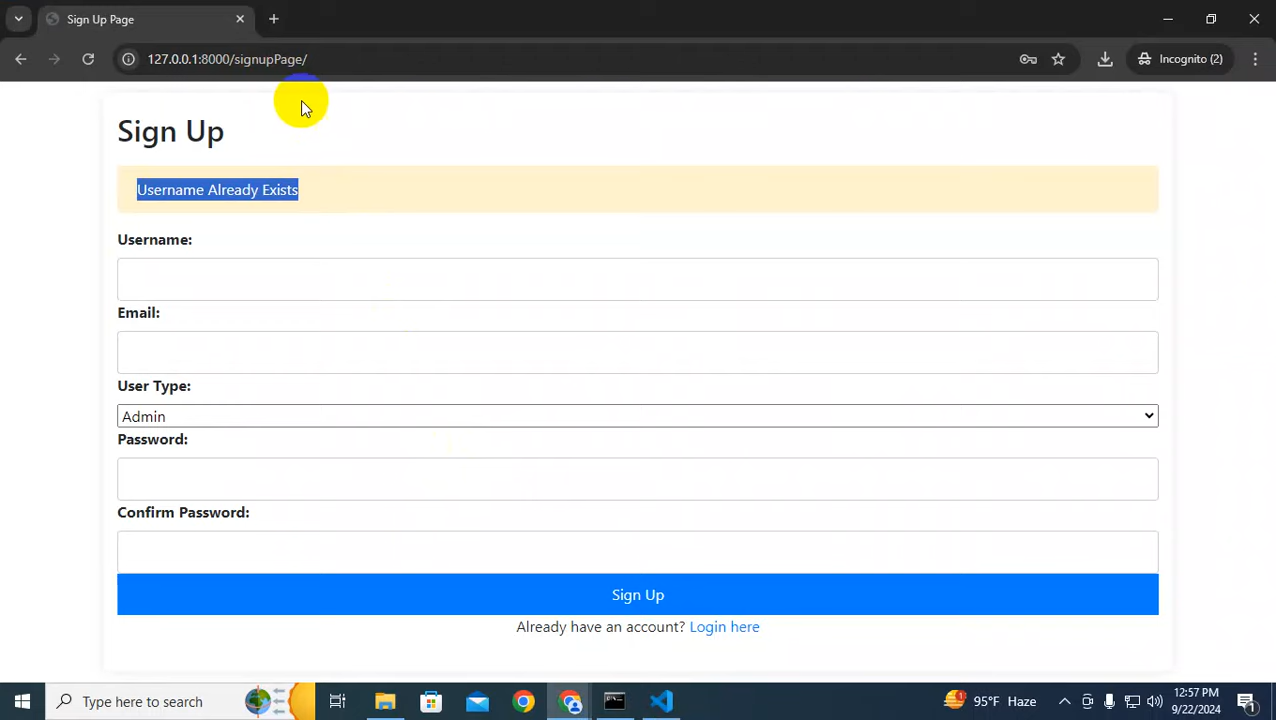 Sign Up Page
127.0.0.1:8000/signupPage/
Incognito (2)
Sign Up
Username Already Exists
Username:
Email:
User Type:
Admin
Password:
Confirm Password:
Sign Up
Already have an account? Login here
Type here to search
1
95°F Haze
12:57 PM
9/22/2024
1